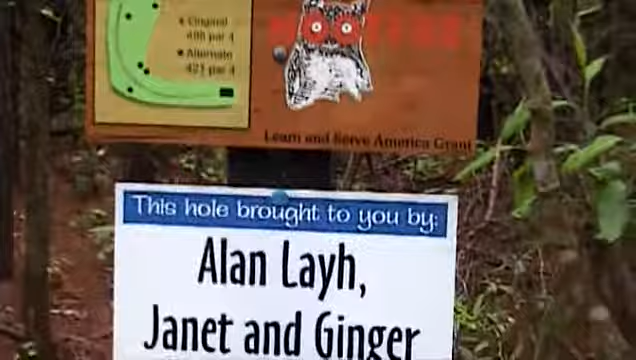 Original
498 par 4
Alternate
421 par 4
Learn and Serve America Grant
This hole brought to you by:
Alan Layh,
Janet and Ginger